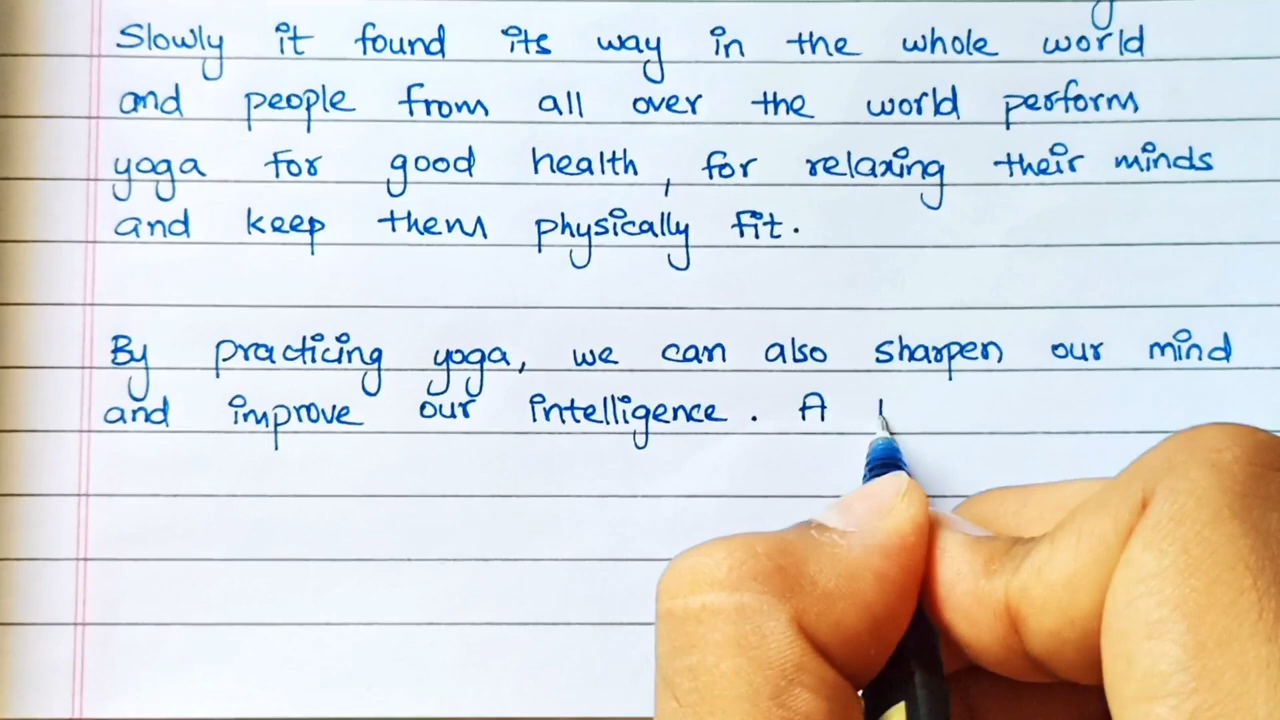 Slowly it found its way in the whole world
and people from all over the world perform
yoga for good health, for relaxing their minds
and keep them physically fit.
By practicing yoga, we can also sharpen our mind
and improve our intelligence. A